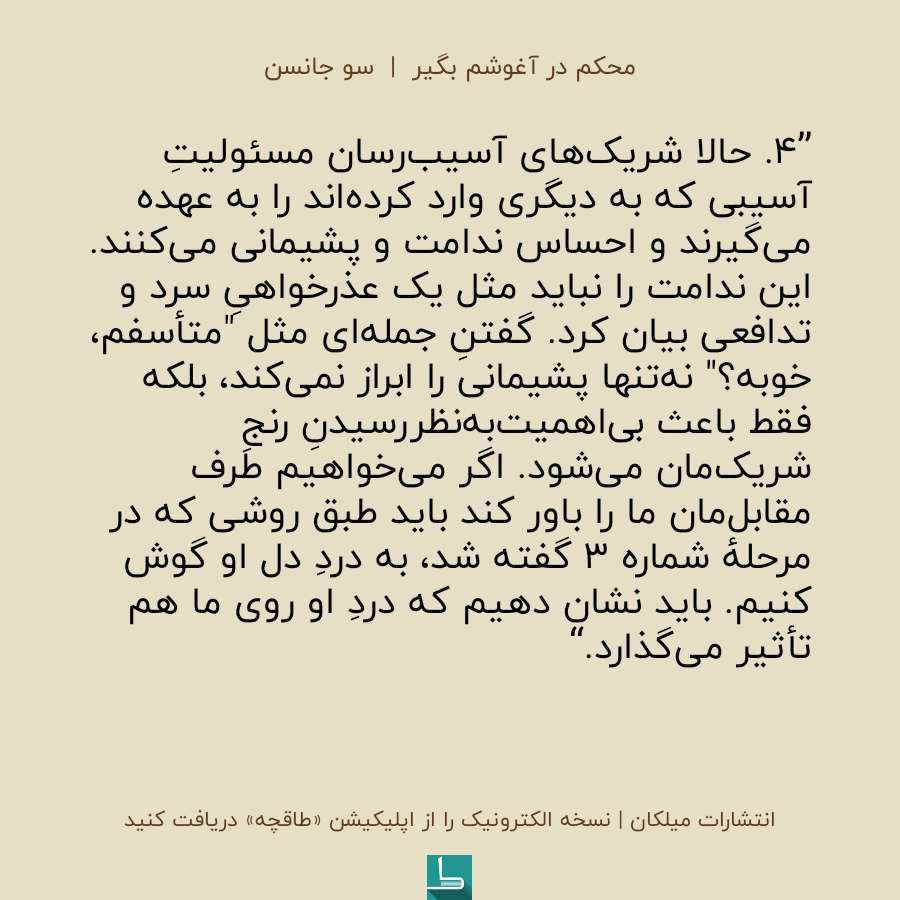 محکم در آغوشم بگیر | سو جانسن
”۴. حالا شریک‌های آسیب‌رسان مسئولیتِ
آسیبی که به دیگری وارد کرده‌اند را به عهده
می‌گیرند و احساس ندامت و پشیمانی می‌کنند.
این ندامت را نباید مثل یک عذرخواهیِ سرد و
تدافعی بیان کرد. گفتنِ جمله‌ای مثل "متأسفم،
خوبه؟" نه‌تنها پشیمانی را ابراز نمی‌کند، بلکه
فقط باعث بی‌اهمیت‌به‌نظررسیدنِ رنجِ
شریک‌مان می‌شود. اگر می‌خواهیم طرف
مقابل‌مان ما را باور کند باید طبق روشی که در
مرحلهٔ شماره ۳ گفته شد، به دردِ دل او گوش
کنیم. باید نشان دهیم که دردِ او روی ما هم
تأثیر می‌گذارد.“
انتشارات میلکان | نسخه الکترونیک را از اپلیکیشن «طاقچه» دریافت کنید